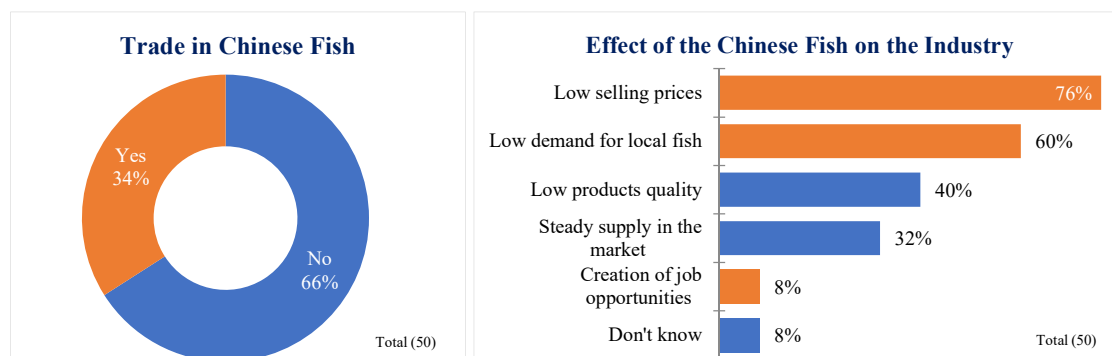 Trade in Chinese Fish
Yes
34%
No
66%
Total (50)
Effect of the Chinese Fish on the Industry
Low selling prices
76%
Low demand for local fish
60%
Low products quality
40%
Steady supply in the
market
32%
Creation of job
opportunities
8%
Don't know
8%
Total (50)